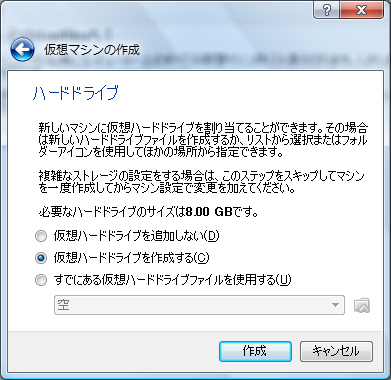 仮想マシンの作成
ハードドライブ
新しいマシンに仮想ハードドライブを割り当てることができます。その場合
は新しいハードドライブファイルを作成するか、リストから選択またはフォル
ダーアイコンを使用してほかの場所から指定できます。
複雑なストレージの設定をする場合は、このステップをスキップしてマシン
を一度作成してからマシン設定で変更を加えてください。
必要なハードドライブのサイズは8.00 GBです。
仮想ハードドライブを追加しない(D)
仮想ハードドライブを作成する(C)
すでにある仮想ハードドライブファイルを使用する(U)
空
作成
キャンセル